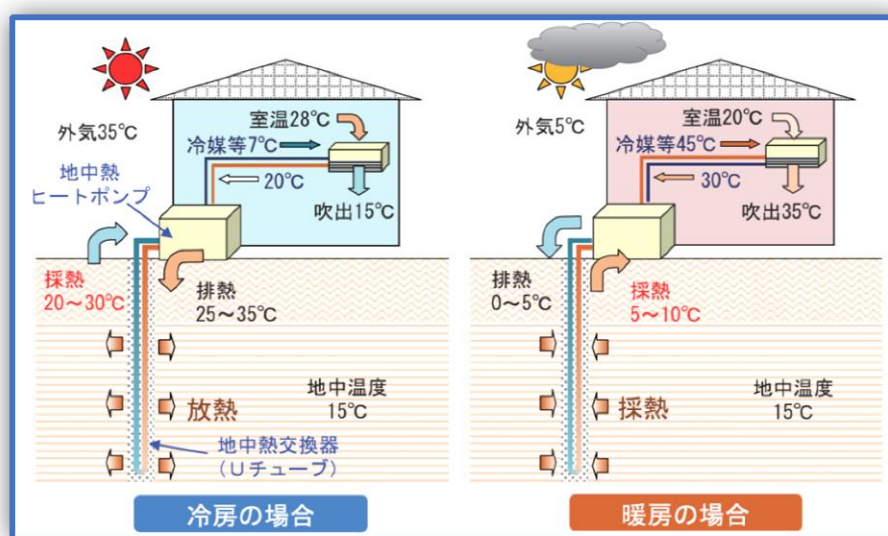 外気35℃
室温28℃
冷媒等7℃
20℃
吹出15℃
地中熱
ヒートポンプ
採熱
20～30℃
排熱
25～35℃
放熱
地中温度
15℃
地中熱交換器
（Uチューブ）
冷房の場合
外気5℃
室温20℃
冷媒等45℃
30℃
吹出35℃
排熱
0～5℃
採熱
5～10℃
採熱
地中温度
15℃
暖房の場合